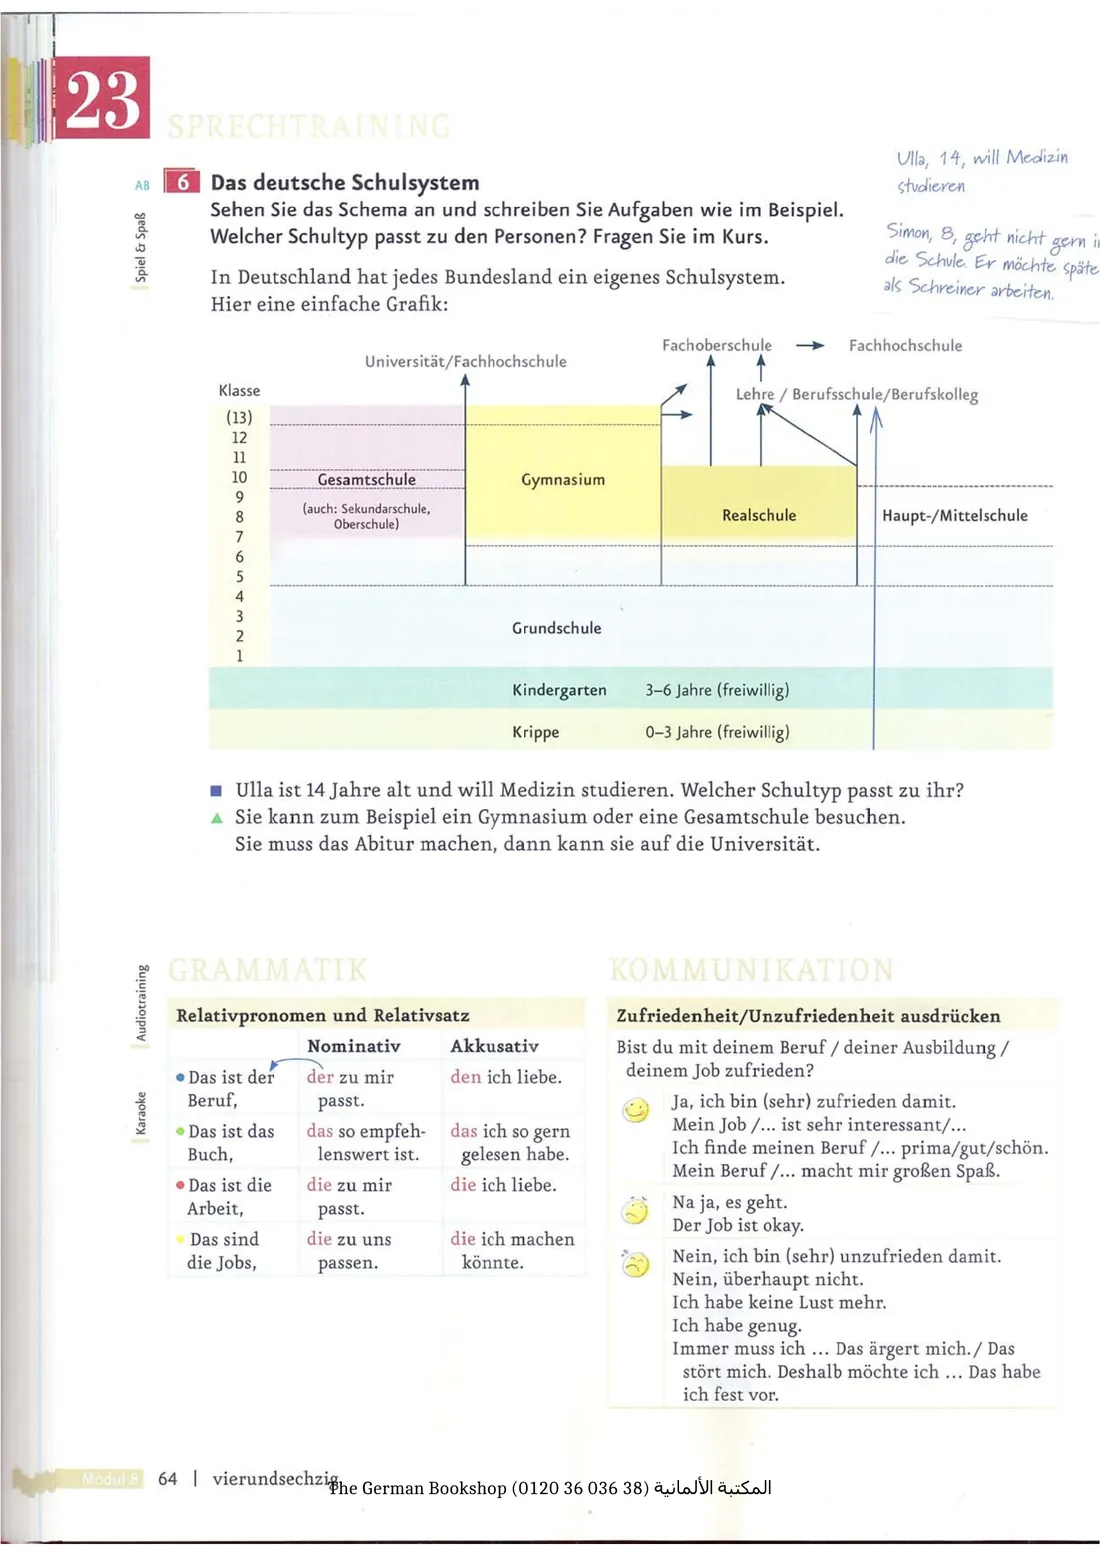 23
SPRECHTRAINING
AB
Spiel & Spaß
6 Das deutsche Schulsystem
Sehen Sie das Schema an und schreiben Sie Aufgaben wie im Beispiel.
Welcher Schultyp passt zu den Personen? Fragen Sie im Kurs.
In Deutschland hat jedes Bundesland ein eigenes Schulsystem.
Hier eine einfache Grafik:
Ulla, 14, will Medizin
studieren
Simon, 8, geht nicht gern i
die Schule. Er möchte späte
als Schreiner arbeiten.
Fachoberschule
Fachhochschule
Universität/Fachhochschule
Klasse
Lehre / Berufsschule/Berufskolleg
(13)
12
11
10
9
8
7
6
5
4
3
2
1
Gesamtschule
(auch: Sekundarschule,
Oberschule)
Gymnasium
Realschule
Haupt-/Mittelschule
Grundschule
Kindergarten 3–6 Jahre (freiwillig)
Krippe 0–3 Jahre (freiwillig)
Ulla ist 14 Jahre alt und will Medizin studieren. Welcher Schultyp passt zu ihr?
Sie kann zum Beispiel ein Gymnasium oder eine Gesamtschule besuchen.
Sie muss das Abitur machen, dann kann sie auf die Universität.
Audiotraining
Karaoke
GRAMMATIK
Relativpronomen und Relativsatz
Nominativ Akkusativ
• Das ist der der zu mir den ich liebe.
Beruf, passt.
• Das ist das das so empfeh- das ich so gern
Buch, lenswert ist. gelesen habe.
• Das ist die die zu mir die ich liebe.
Arbeit, passt.
• Das sind die zu uns die ich machen
die Jobs, passen. könnte.
KOMMUNIKATION
Zufriedenheit/Unzufriedenheit ausdrücken
Bist du mit deinem Beruf / deiner Ausbildung /
deinem Job zufrieden?
Ja, ich bin (sehr) zufrieden damit.
Mein Job /... ist sehr interessant/...
Ich finde meinen Beruf /... prima/gut/schön.
Mein Beruf /... macht mir großen Spaß.
Na ja, es geht.
Der Job ist okay.
Nein, ich bin (sehr) unzufrieden damit.
Nein, überhaupt nicht.
Ich habe keine Lust mehr.
Ich habe genug.
Immer muss ich ... Das ärgert mich./ Das
stört mich. Deshalb möchte ich ... Das habe
ich fest vor.
Modul 8 64 | vierundsechzig
The German Bookshop (0120 36 036 38) المكتبة الألمانية